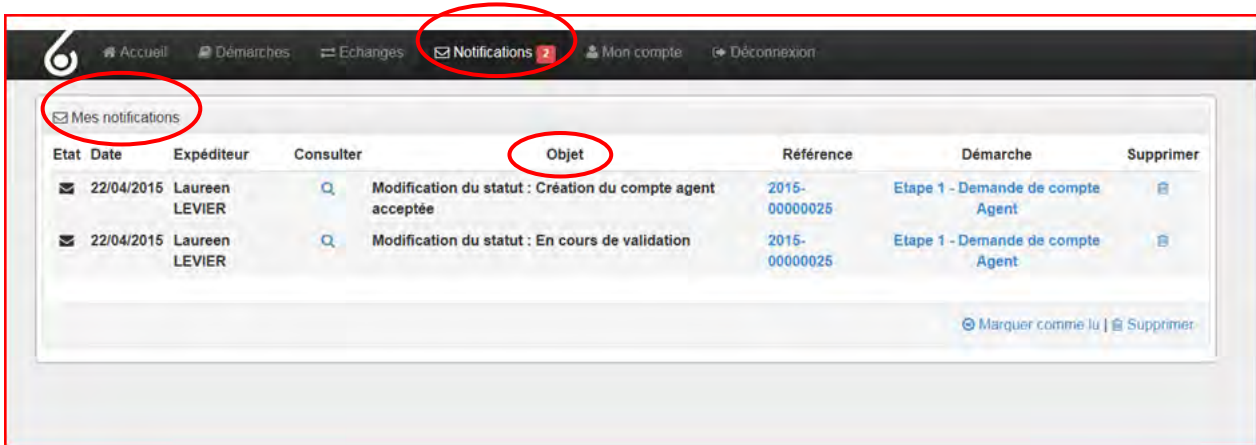 Accueil Démarches Echanges Notifications 2 Mon compte Déconnexion
Mes notifications
Etat Date Expéditeur Consulter Objet Référence Démarche Supprimer
22/04/2015 Laureen Modification du statut : Création du compte agent 2015- Etape 1 - Demande de compte
LEVIER acceptée 00000025 Agent
22/04/2015 Laureen Modification du statut : En cours de validation 2015- Etape 1 - Demande de compte
LEVIER 00000025 Agent
Marquer comme lu | Supprimer